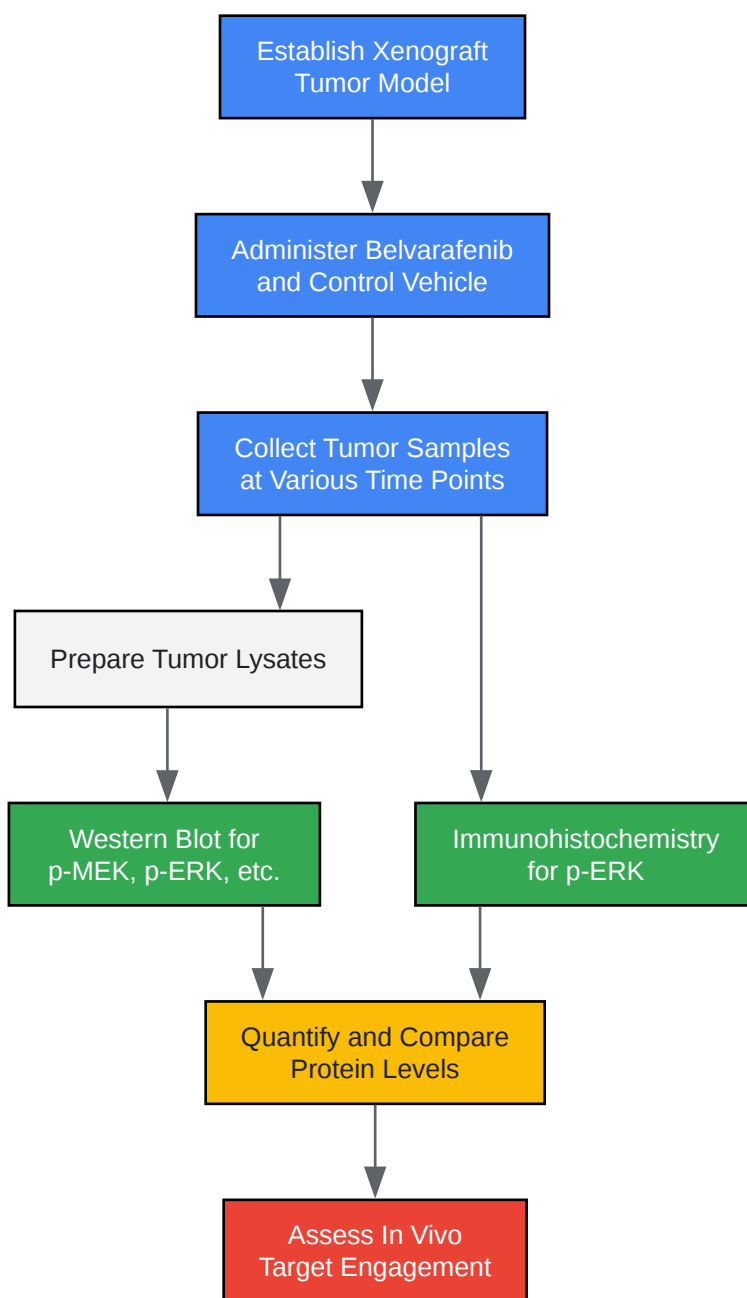 Establish Xenograft
Tumor Model
Administer Belvarafenib
and Control Vehicle
Collect Tumor Samples
at Various Time Points
Prepare Tumor Lysates
Western Blot for
p-MEK, p-ERK, etc.
Immunohistochemistry
for p-ERK
Quantify and Compare
Protein Levels
Assess In Vivo
Target Engagement